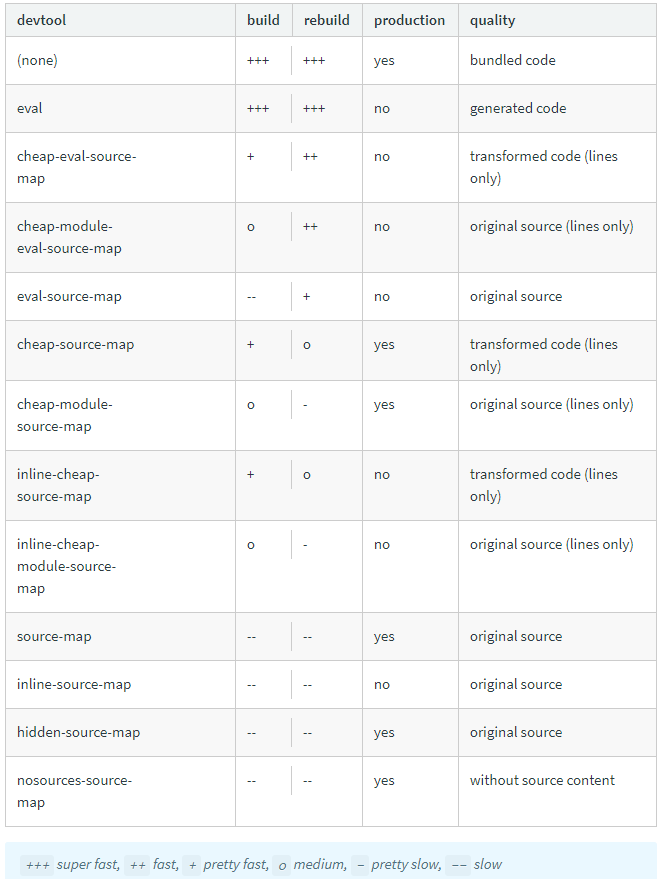 devtool build rebuild production quality
(none) +++ +++ yes bundled code
eval +++ +++ no generated code
cheap-eval-source- + ++ no transformed code (lines
map only)
cheap-module- o ++ no original source (lines only)
eval-source-map
eval-source-map -- + no original source
cheap-source-map + o yes transformed code (lines
only)
cheap-module- o - yes original source (lines only)
source-map
inline-cheap- + o no transformed code (lines
source-map only)
inline-cheap- o - no original source (lines only)
module-source-
map
source-map -- -- yes original source
inline-source-map -- -- no original source
hidden-source-map -- -- yes original source
nosources-source- -- -- yes without source content
map
+++ super fast, ++ fast, + pretty fast, o medium, - pretty slow, -- slow